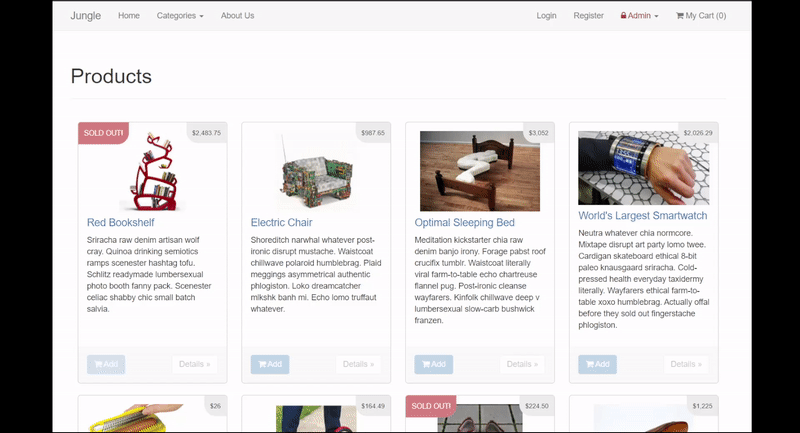 Jungle Home Categories About Us Login Register Admin My Cart (0)
Products
SOLD OUT! $2,483.75 $987.65 $3,052 $2,026.29
Red Bookshelf
Sriracha raw denim artisan wolf
cray. Quinoa drinking semiotics
ramps scenester hashtag tofu.
Schlitz readymade lumbersexual
photo booth fanny pack. Scenester
celiac shabby chic small batch
salvia.
Add Details »
Electric Chair
Shoreditch narwhal whatever post-
ironic disrupt mustache. Waistcoat
chillwave polaroid humblebrag. Plaid
meggings asymmetrical authentic
phlogiston. Loko dreamcatcher
mlkshk banh mi. Echo lomo truffaut
whatever.
Add Details »
Optimal Sleeping Bed
Meditation kickstarter chia raw
denim banjo irony. Forage pabst roof
crucifix tumblr. Waistcoat literally
viral farm-to-table echo chartreuse
flannel pug. Post-ironic cleanse
wayfarers. Kinfolk chillwave deep v
lumbersexual slow-carb bushwick
franzen.
Add Details »
World's Largest Smartwatch
Neutra whatever chia normcore.
Mixtape disrupt art party lomo twee.
Cardigan skateboard ethical 8-bit
paleo knausgaard sriracha. Cold-
pressed health everyday taxidermy
literally. Wayfarers ethical farm-to-
table xoxo humblebrag. Actually offal
before they sold out fingerstache
phlogiston.
Add Details »
$26 $164.49 SOLD OUT! $224.50 $1,225